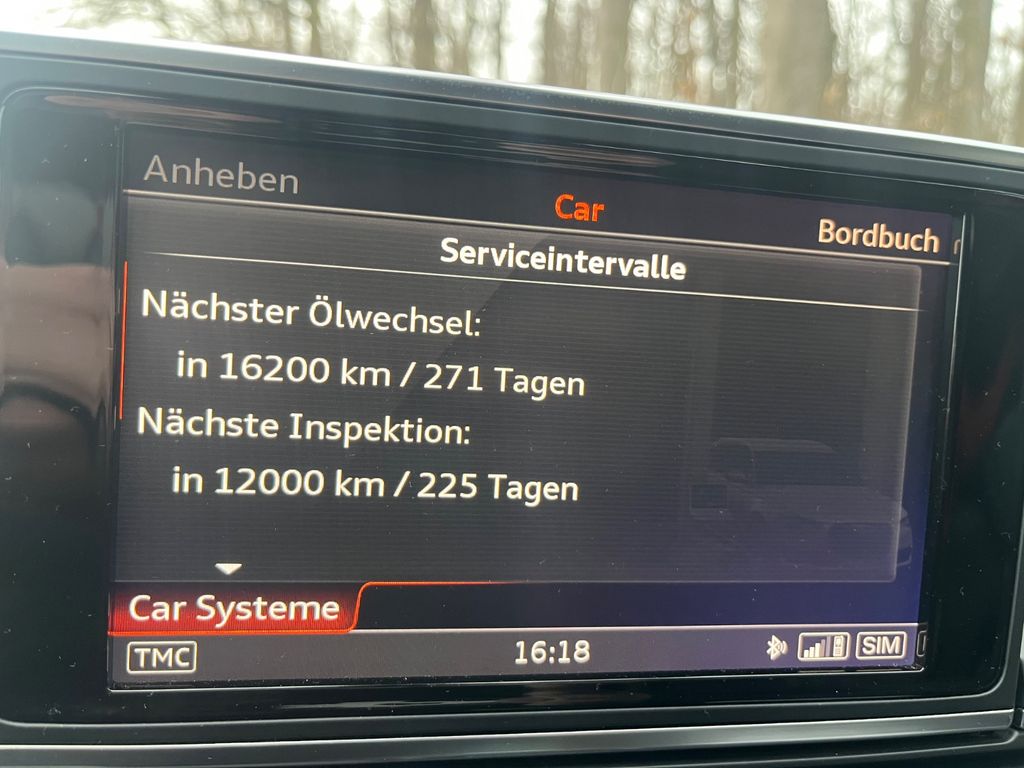 Anheben
Car
Bordbuch
Serviceintervalle
Nächster Ölwechsel:
in 16200 km / 271 Tagen
Nächste Inspektion:
in 12000 km / 225 Tagen
Car Systeme
TMC
16:18
SIM